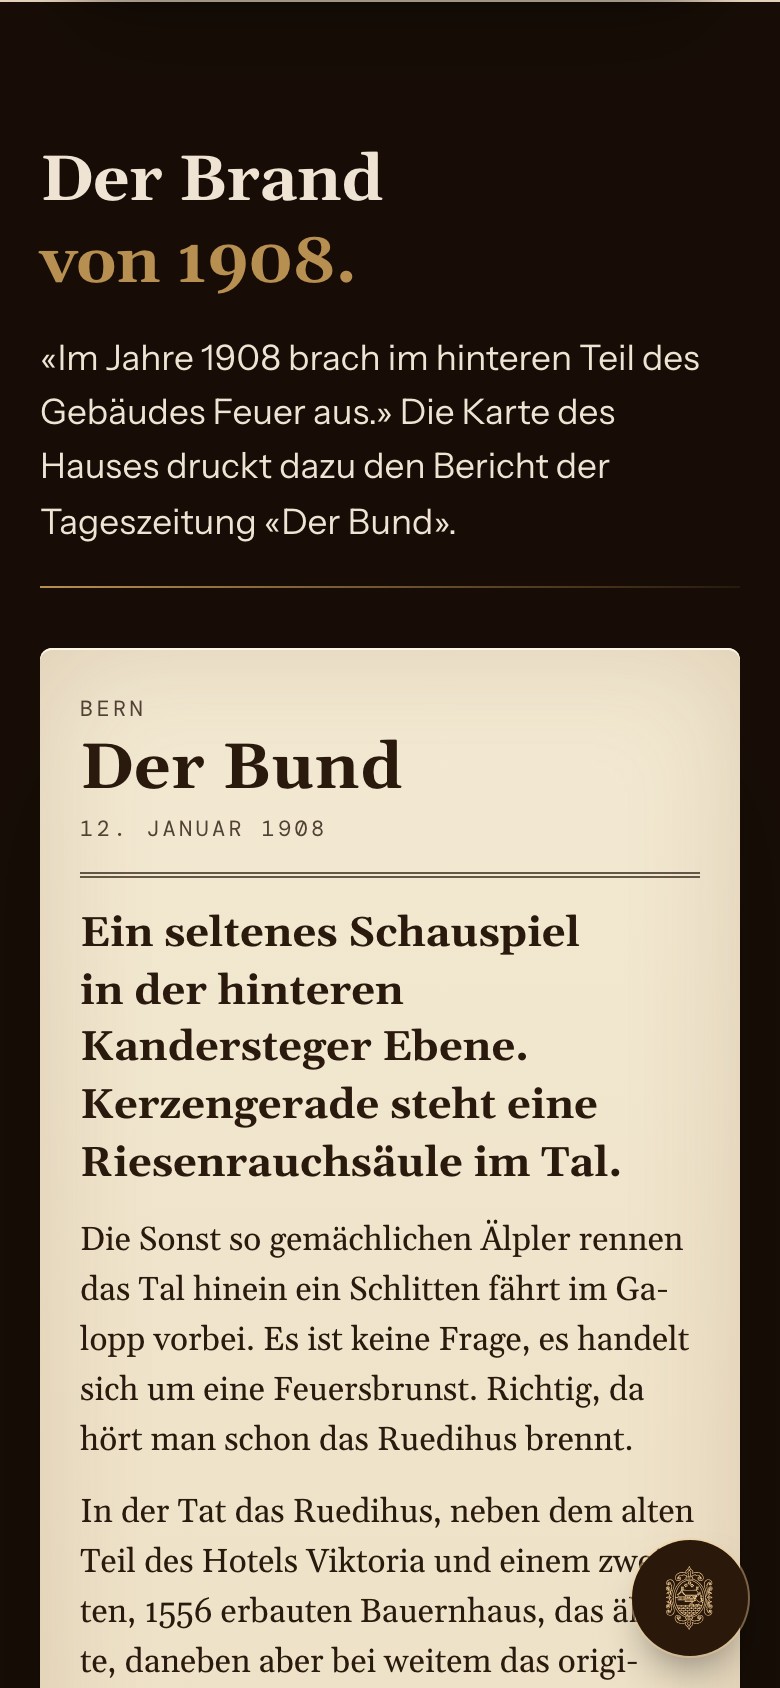 Der Brand
von 1908.
«Im Jahre 1908 brach im hinteren Teil des
Gebäudes Feuer aus.» Die Karte des
Hauses druckt dazu den Bericht der
Tageszeitung «Der Bund».
BERN
Der Bund
12. JANUAR 1908
Ein seltenes Schauspiel
in der hinteren
Kandersteger Ebene.
Kerzengerade steht eine
Riesenrauchsäule im Tal.
Die Sonst so gemächlichen Älpler rennen
das Tal hinein ein Schlitten fährt im Ga-
lopp vorbei. Es ist keine Frage, es handelt
sich um eine Feuersbrunst. Richtig, da
hört man schon das Ruedihus brennt.
In der Tat das Ruedihus, neben dem alten
Teil des Hotels Viktoria und einem
ten, 1556 erbauten Bauernhaus, das
te, daneben aber bei weitem das origi-